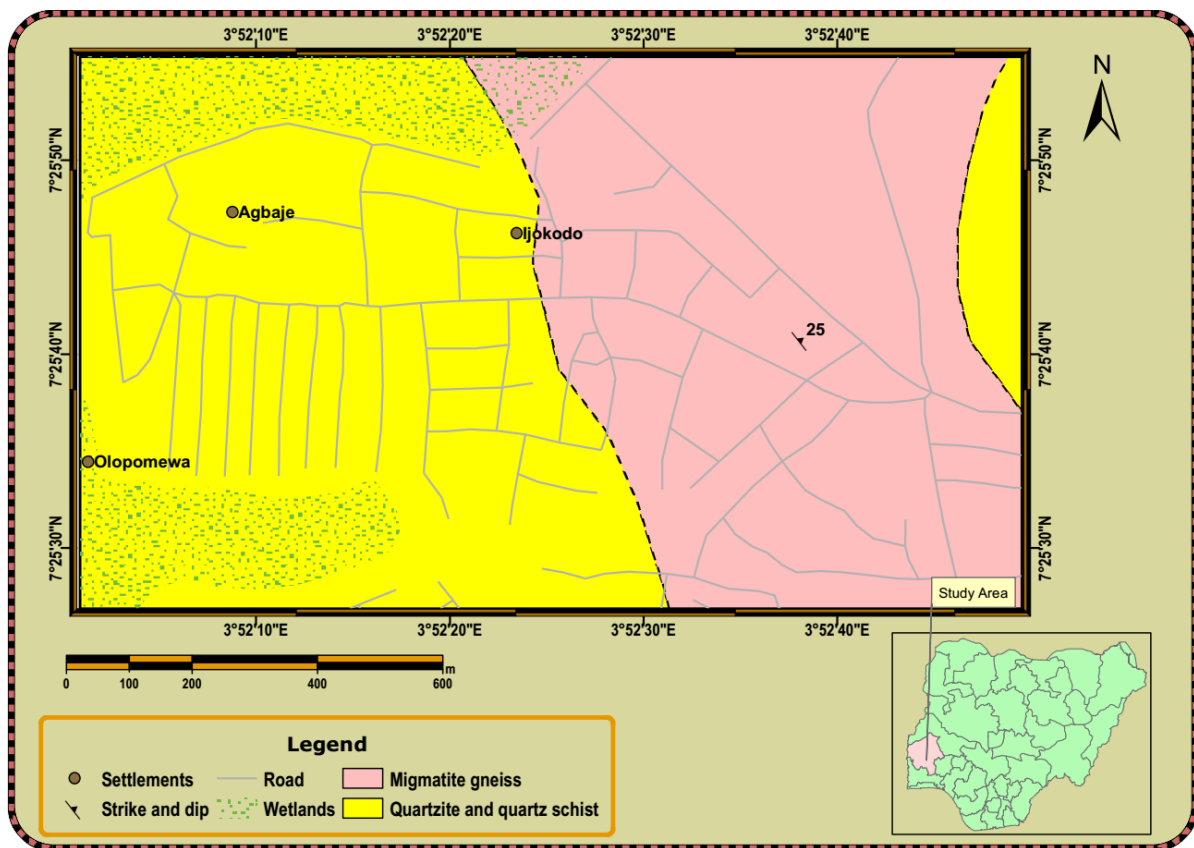 3°52'10"E 3°52'20"E 3°52'30"E 3°52'40"E
N
7°25'50"N 7°25'50"N
Agbaje
Ijokodo
25
7°25'40"N 7°25'40"N
Olopomewa
7°25'30"N 7°25'30"N
Study Area
3°52'10"E 3°52'20"E 3°52'30"E 3°52'40"E
m
0 100 200 400 600
Legend
Settlements Road Migmatite gneiss
Strike and dip Wetlands Quartzite and quartz schist